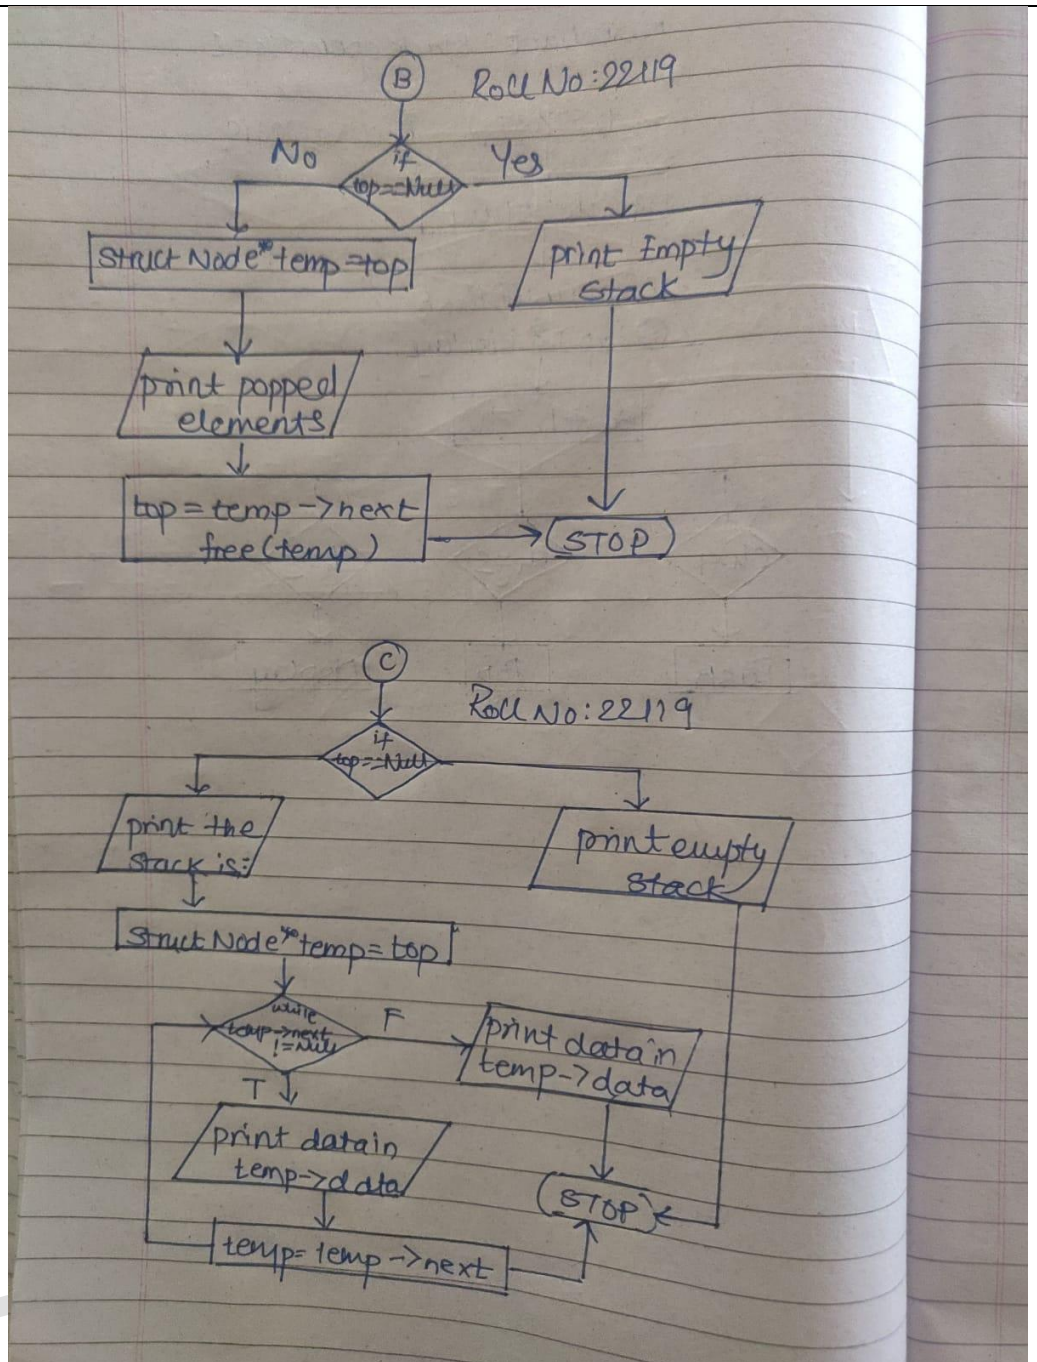 B
Roll No: 22119
No
if
top==Null
Yes
struct Node* temp=top
print Empty
stack
print popped
elements
top = temp->next
free(temp)
STOP
C
Roll No: 22119
if
top==Null
print the
stack is:
print empty
stack
struct Node* temp=top
while
temp->next
!=Null
F
T
print data in
temp->data
print data in
temp->data
STOP
temp=temp->next